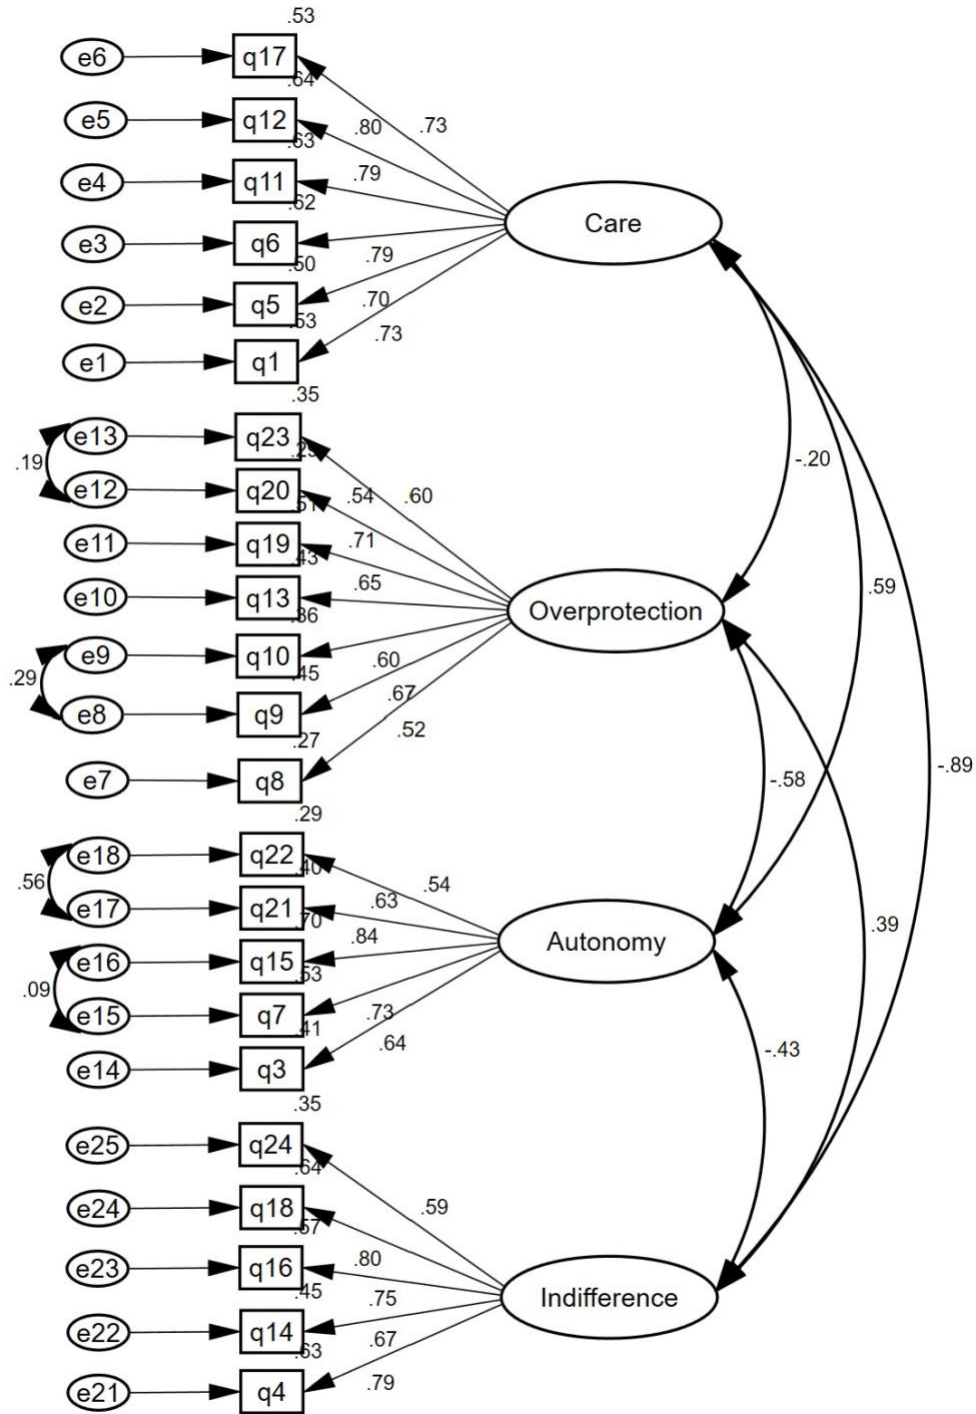 .53
e6 q17
.64
.73
e5 q12 .80
.63
e4 q11 .79
.62
Care
e3 q6
.50 .79
e2 q5 .70
.53 .73
e1 q1
.35
e13 q23
.29
.19 -.20
e12 q20 .54 .60
.51
e11 q19 .71
.43
e10 q13 .65 .59
.36 Overprotection
e9 q10 .60
.45
.29 .67
e8 q9 .52
.27
e7 q8 -.58 -.89
.29
e18 q22
.40 .54
.56 .63
e17 q21
.70 .84 .39
e16 q15 Autonomy
.53
.09 .73
e15 q7
.41 .64
e14 q3 -.43
.35
e25 q24
.64
e24 q18 .59
.57
e23 q16 .80
.45 .75 Indifference
e22 q14 .67
.63
e21 q4 .79